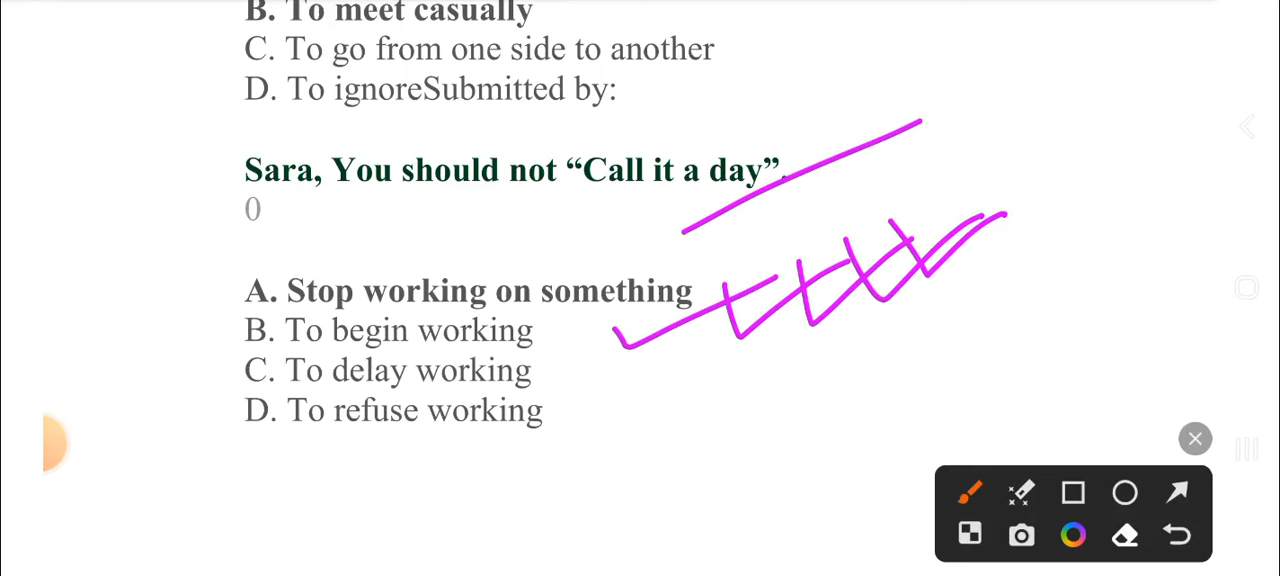 B. To meet casually
C. To go from one side to another
D. To ignoreSubmitted by:
Sara, You should not “Call it a day”.
0
A. Stop working on something
B. To begin working
C. To delay working
D. To refuse working